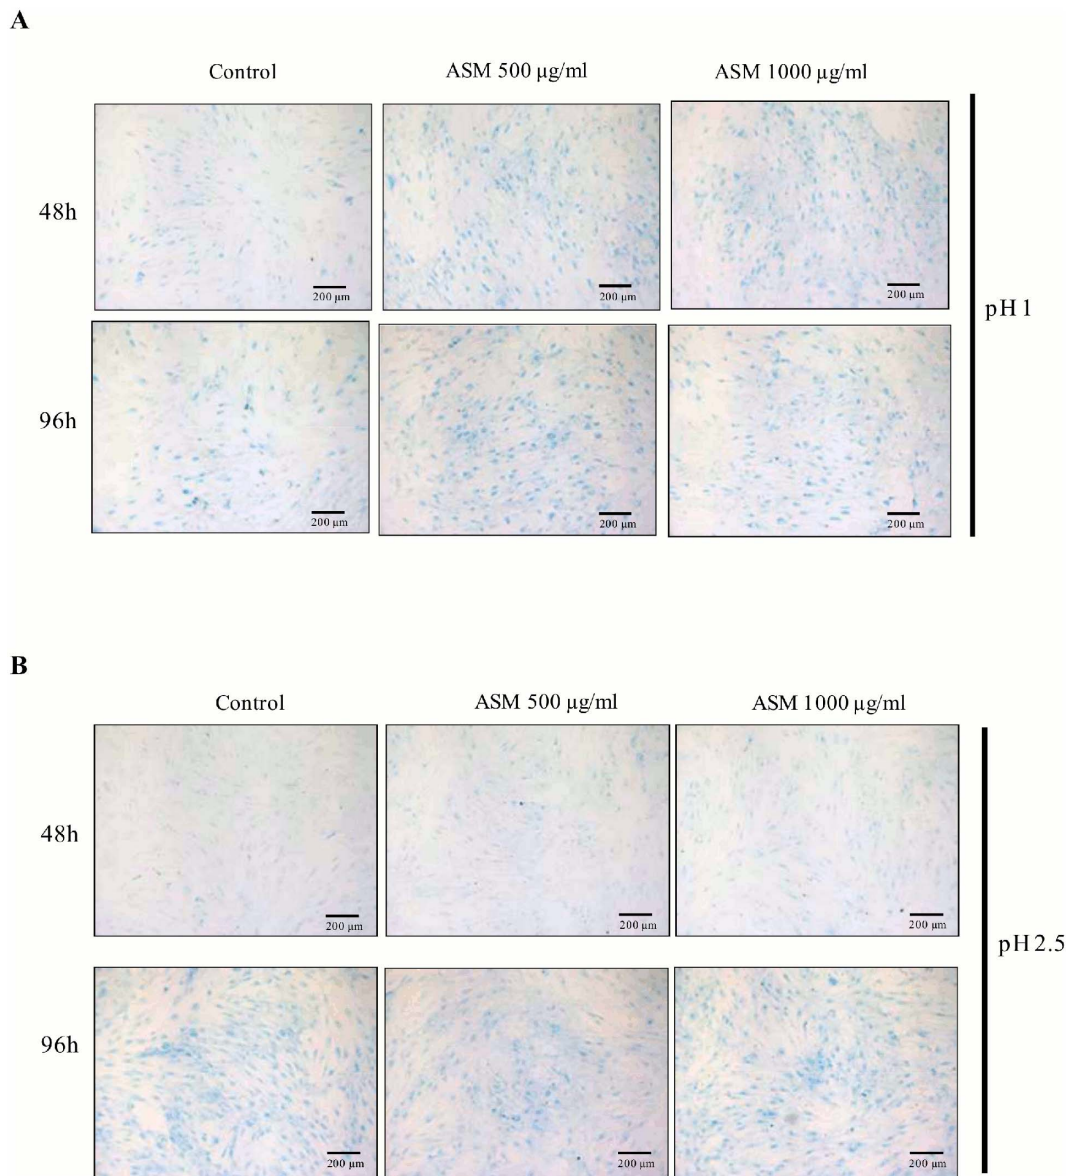 A
Control ASM 500 µg/ml ASM 1000 µg/ml
48h
200 µm 200 µm 200 µm
pH 1
96h
200 µm 200 µm 200 µm
B
Control ASM 500 µg/ml ASM 1000 µg/ml
48h
200 µm 200 µm 200 µm
pH 2.5
96h
200 µm 200 µm 200 µm